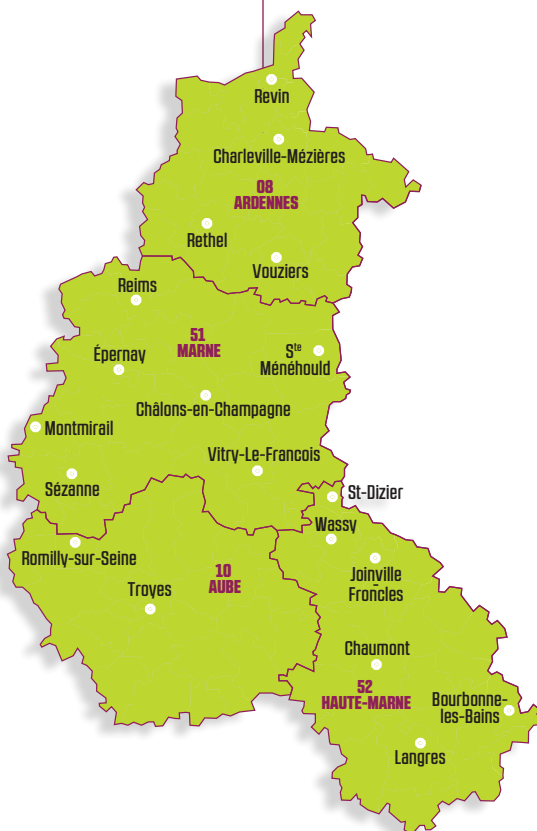 Revin
Charleville-Mézières
08
ARDENNES
Rethel
Vouziers
Reims
51
MARNE
Épernay
Ste
Ménéhould
Châlons-en-Champagne
Montmirail
Vitry-Le-Francois
Sézanne
St-Dizier
Wassy
Romilly-sur-Seine
10
AUBE
Joinville
Froncles
Troyes
Chaumont
52
HAUTE-MARNE
Bourbonne-
les-Bains
Langres